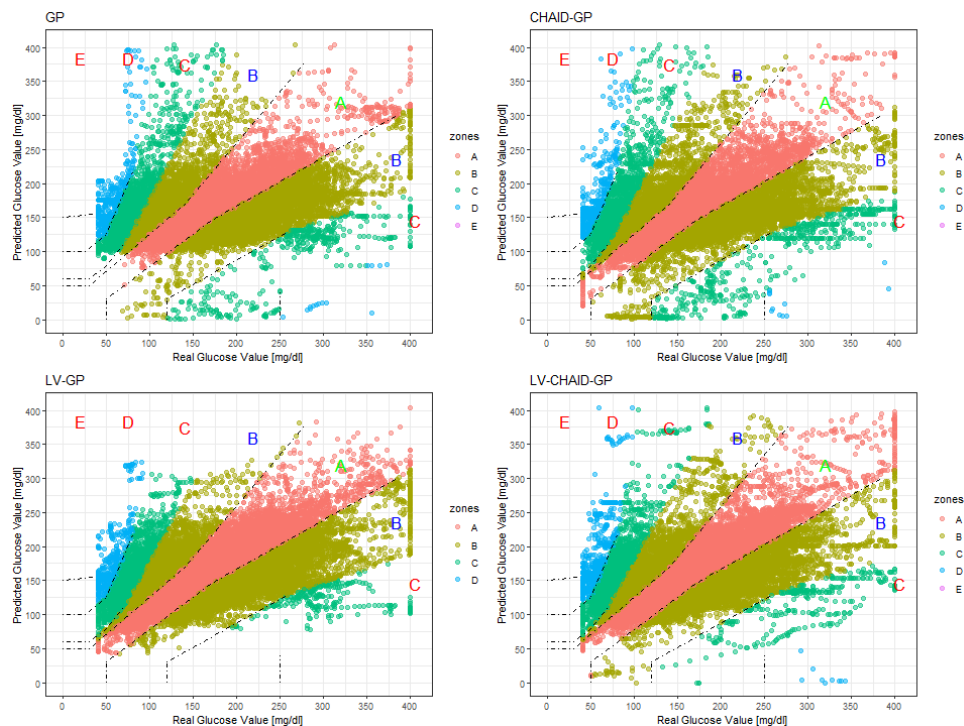 GP
E D C B A B C
400
350
300
250
200
150
100
50
0
Predicted Glucose Value [mg/dl]
0 50 100 150 200 250 300 350 400
Real Glucose Value [mg/dl]
zones
A
B
C
D
E
CHAID-GP
E D C B A B C
400
350
300
250
200
150
100
50
0
Predicted Glucose Value [mg/dl]
0 50 100 150 200 250 300 350 400
Real Glucose Value [mg/dl]
zones
A
B
C
D
E
LV-GP
E D C B A B C
400
350
300
250
200
150
100
50
0
Predicted Glucose Value [mg/dl]
0 50 100 150 200 250 300 350 400
Real Glucose Value [mg/dl]
zones
A
B
C
D
LV-CHAID-GP
E D C B A B C
400
350
300
250
200
150
100
50
0
Predicted Glucose Value [mg/dl]
0 50 100 150 200 250 300 350 400
Real Glucose Value [mg/dl]
zones
A
B
C
D
E